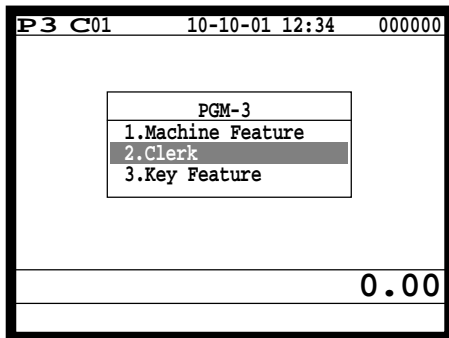 P3 C01 10-10-01 12:34 000000
PGM-3
1.Machine Feature
2.Clerk
3.Key Feature
0.00